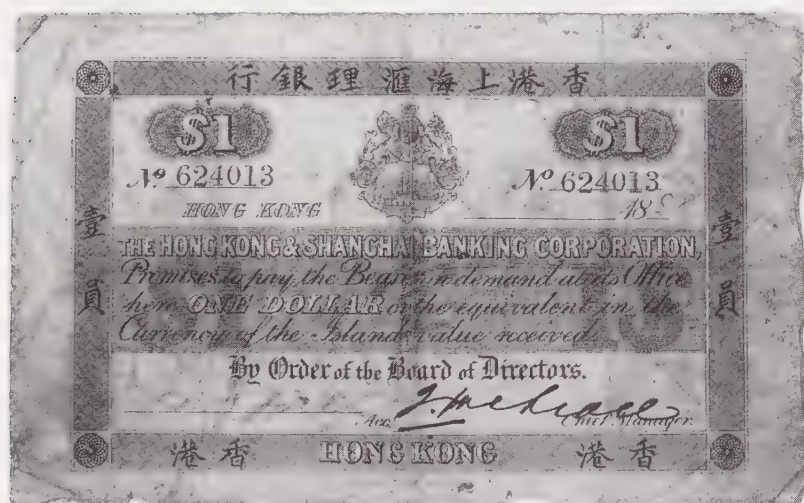 行銀理滙海上港香
$1 $1
No. 624013 No. 624013
HONG KONG 18
THE HONG KONG & SHANGHAI BANKING CORPORATION,
Promises to pay the Bearer on demand at its Office
here ONE DOLLAR or the equivalent in the
Currency of the Island value received.
By Order of the Board of Directors.
Acc Chief Manager.
港香 HONG KONG 港香
壹員
壹員